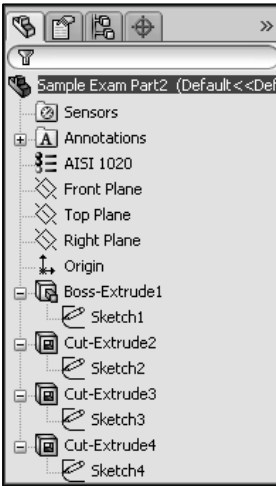 »
Sample Exam Part2 (Default<<Def
Sensors
A Annotations
AISI 1020
Front Plane
Top Plane
Right Plane
Origin
Boss-Extrude1
Sketch1
Cut-Extrude2
Sketch2
Cut-Extrude3
Sketch3
Cut-Extrude4
Sketch4